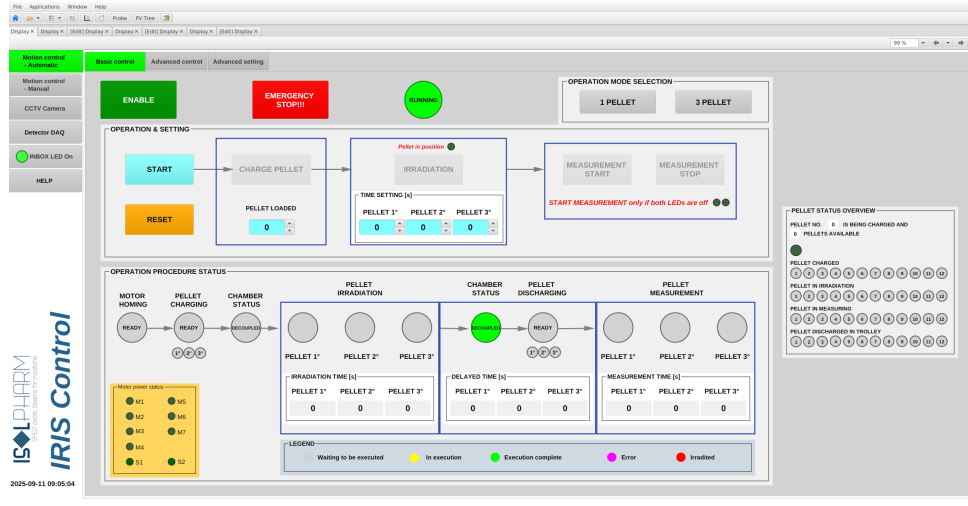 File Applications Window Help
Probe PV Tree
Display × Display × [Edit] Display × Display × [Edit] Display × Display × [Edit] Display ×
99 %
Motion control
- Automatic
Motion control
- Manual
CCTV Camera
Detector DAQ
INBOX LED On
HELP
Basic control Advanced control Advanced setting
ENABLE
EMERGENCY
STOP!!!
RUNNING
OPERATION MODE SELECTION
1 PELLET 3 PELLET
OPERATION & SETTING
START
RESET
CHARGE PELLET
PELLET LOADED
0
Pellet in position
IRRADIATION
TIME SETTING [s]
PELLET 1° PELLET 2° PELLET 3°
0 0 0
MEASUREMENT
START
MEASUREMENT
STOP
START MEASUREMENT only if both LEDs are off
PELLET STATUS OVERVIEW
PELLET NO. 0 IS BEING CHARGED AND
0 PELLETS AVAILABLE
PELLET CHARGED
1 2 3 4 5 6 7 8 9 10 11 12
PELLET IN IRRADIATION
1 2 3 4 5 6 7 8 9 10 11 12
PELLET IN MEASURING
1 2 3 4 5 6 7 8 9 10 11 12
PELLET DISCHARGED IN TROLLEY
1 2 3 4 5 6 7 8 9 10 11 12
OPERATION PROCEDURE STATUS
MOTOR
HOMING
READY
PELLET
CHARGING
READY
1° 2° 3°
CHAMBER
STATUS
DECOUPLED
PELLET
IRRADIATION
PELLET 1° PELLET 2° PELLET 3°
IRRADIATION TIME [s]
PELLET 1° PELLET 2° PELLET 3°
0 0 0
CHAMBER
STATUS
DECOUPLED
PELLET
DISCHARGING
READY
1° 2° 3°
DELAYED TIME [s]
PELLET 1° PELLET 2° PELLET 3°
0 0 0
PELLET
MEASUREMENT
PELLET 1° PELLET 2° PELLET 3°
MEASUREMENT TIME [s]
PELLET 1° PELLET 2° PELLET 3°
0 0 0
Motor power status
M1 M5
M2 M6
M3 M7
M4
S1 S2
LEGEND
Waiting to be executed In execution Execution complete Error Irradited
ISOLPHARM
SPES exotic beams for medicine
IRIS Control
2025-09-11 09:05:04